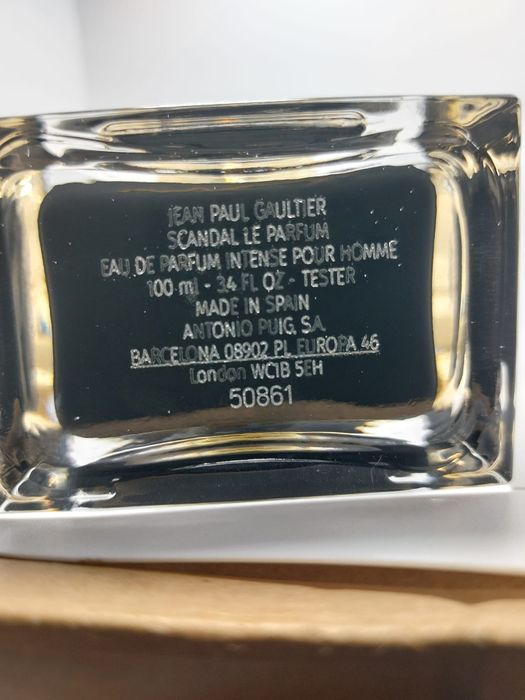 JEAN PAUL GAULTIER
SCANDAL LE PARFUM
EAU DE PARFUM INTENSE POUR HOMME
100 ml - 3.4 FL OZ - TESTER
MADE IN SPAIN
ANTONIO PUIG, S.A.
BARCELONA 08902 PL. EUROPA 46
London WC1B 5EH
50861